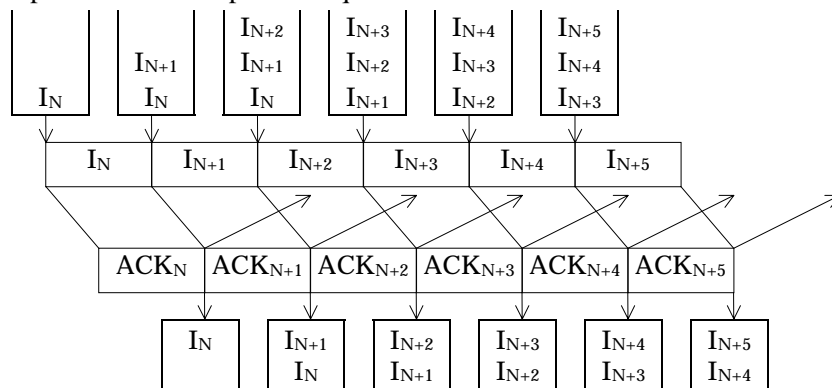 I_N+2 I_N+3 I_N+4 I_N+5
I_N+1 I_N+1 I_N+2 I_N+3 I_N+4
I_N I_N I_N I_N+1 I_N+2 I_N+3
I_N I_N+1 I_N+2 I_N+3 I_N+4 I_N+5
ACK_N ACK_N+1 ACK_N+2 ACK_N+3 ACK_N+4 ACK_N+5
I_N I_N+1 I_N+2 I_N+3 I_N+4 I_N+5
I_N I_N+1 I_N+2 I_N+3 I_N+4